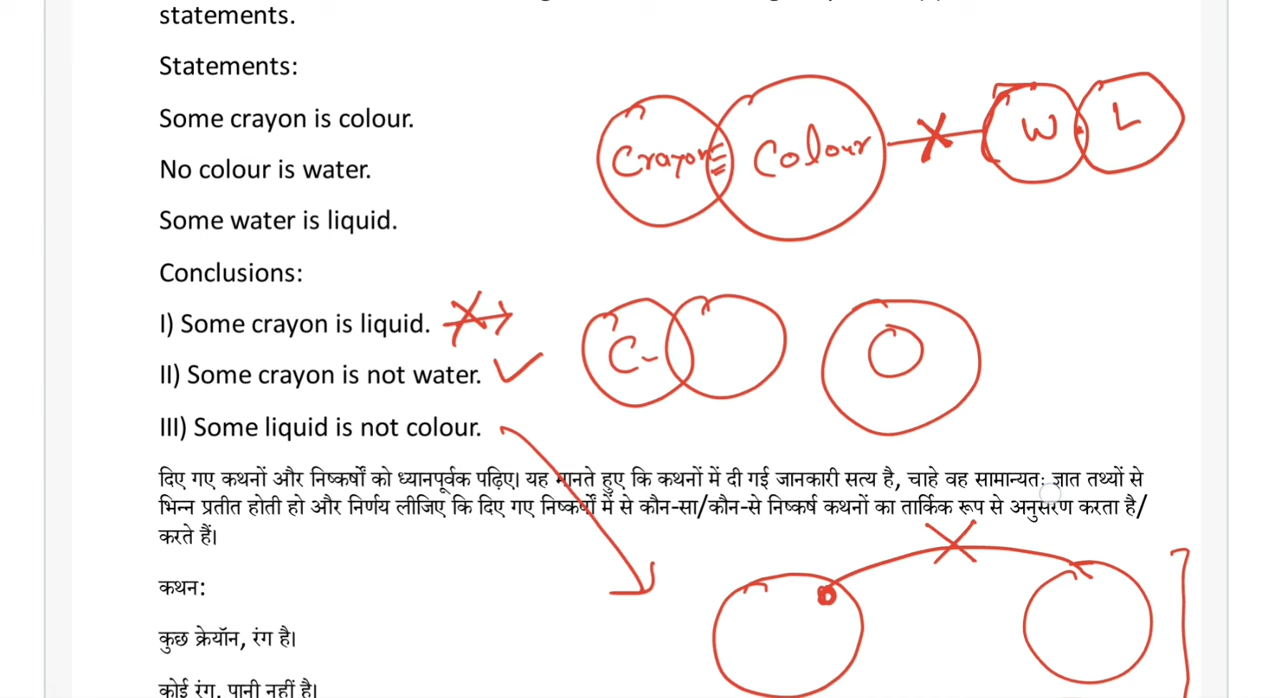 statements.
Statements:
Some crayon is colour.
No colour is water.
Some water is liquid.
Crayon Colour W L
Conclusions:
I) Some crayon is liquid.
C
II) Some crayon is not water.
III) Some liquid is not colour.
दिए गए कथनों और निष्कर्षों को ध्यानपूर्वक पढ़िए। यह मानते हुए कि कथनों में दी गई जानकारी सत्य है, चाहे वह सामान्यतः ज्ञात तथ्यों से
भिन्न प्रतीत होती हो और निर्णय लीजिए कि दिए गए निष्कर्षों में से कौन-सा/कौन-से निष्कर्ष कथनों का तार्किक रूप से अनुसरण करता है/
करते हैं।
कथन:
कुछ क्रेयॉन, रंग है।
कोई रंग, पानी नहीं है।